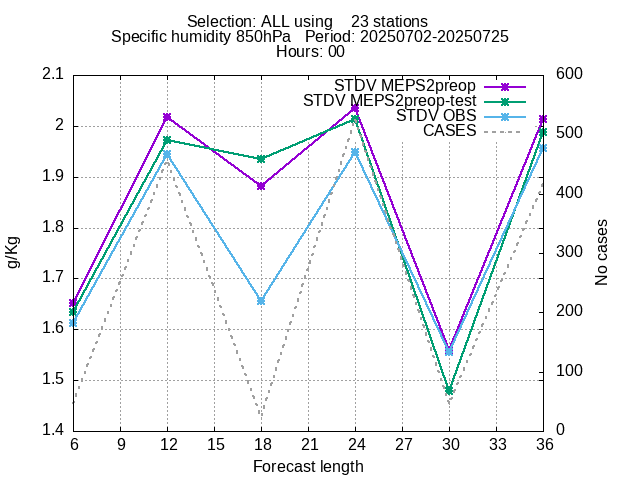 Selection: ALL using    23 stations
Specific humidity 850hPa   Period: 20250702-20250725
Hours: 00
STDV MEPS2preop
STDV MEPS2preop-test
STDV OBS
CASES
2.1
2
1.9
1.8
1.7
1.6
1.5
1.4
600
500
400
300
200
100
0
g/Kg
No cases
6 9 12 15 18 21 24 27 30 33 36
Forecast length